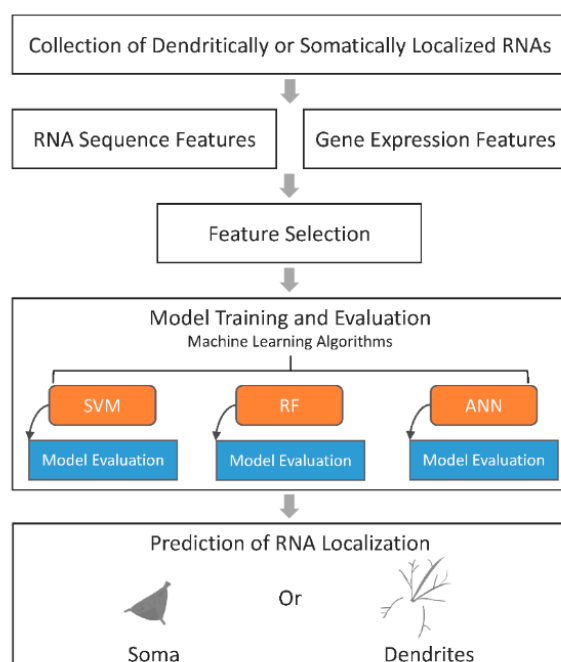 Collection of Dendritically or Somatically Localized RNAs
RNA Sequence Features
Gene Expression Features
Feature Selection
Model Training and Evaluation
Machine Learning Algorithms
SVM
RF
ANN
Model Evaluation
Model Evaluation
Model Evaluation
Prediction of RNA Localization
Or
Soma
Dendrites